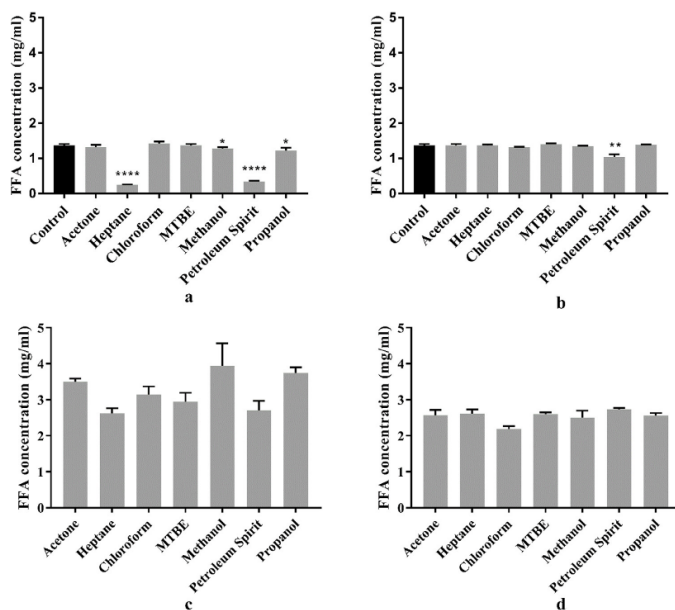 FFA concentration (mg/ml)
5
4
3
2
1
0
****
*
****
*
Control
Acetone
Heptane
Chloroform
MTBE
Methanol
Petroleum Spirit
Propanol
a
FFA concentration (mg/ml)
5
4
3
2
1
0
**
Control
Acetone
Heptane
Chloroform
MTBE
Methanol
Petroleum Spirit
Propanol
b
FFA concentration (mg/ml)
5
4
3
2
1
0
Acetone
Heptane
Chloroform
MTBE
Methanol
Petroleum Spirit
Propanol
c
FFA concentration (mg/ml)
5
4
3
2
1
0
Acetone
Heptane
Chloroform
MTBE
Methanol
Petroleum Spirit
Propanol
d